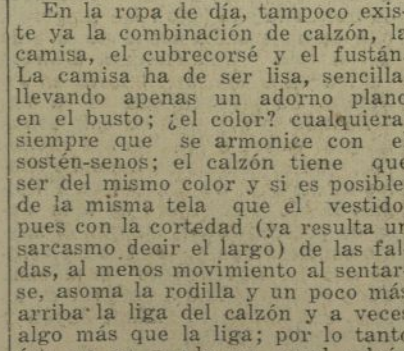 En la ropa de día, tampoco exis-
te ya la combinación de calzón, la
camisa, el cubrecorsé y el fustán.
La camisa ha de ser lisa, sencilla,
llevando apenas un adorno plano
en el busto; ¿el color? cualquiera,
siempre que se armonice con e
sostén-senos; el calzón tiene que
ser del mismo color y si es posible
de la misma tela que el vestido
pues con la cortedad (ya resulta un
sarcasmo decir el largo) de las fal
das, al menos movimiento al sentar
se, asoma la rodilla y un poco más
arriba la liga del calzón y a veces
algo más que la liga; por lo tanto